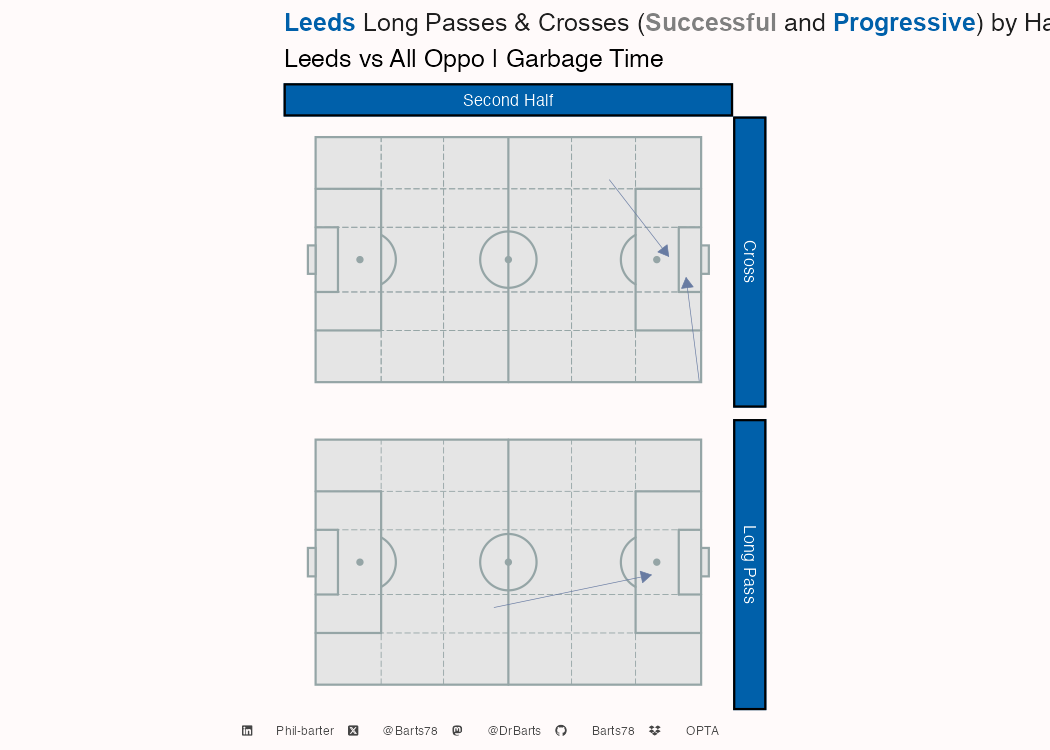 Leeds Long Passes & Crosses (Successful and Progressive) by Ha
Leeds vs All Oppo | Garbage Time
Second Half
Cross
Long Pass
Phil-barter @Barts78 @DrBarts Barts78 OPTA